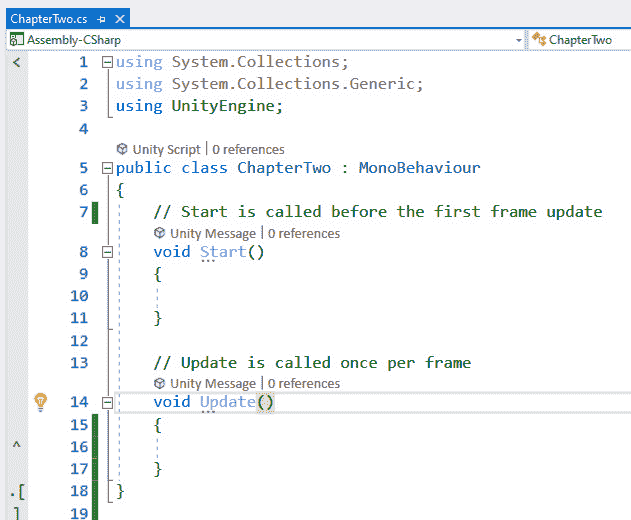 ChapterTwo.cs
Assembly-CSharp ChapterTwo
1 using System.Collections;
2 using System.Collections.Generic;
3 using UnityEngine;
4
Unity Script | 0 references
5 public class ChapterTwo : MonoBehaviour
6 {
7 // Start is called before the first frame update
Unity Message | 0 references
8 void Start()
9 {
10
11 }
12
13 // Update is called once per frame
Unity Message | 0 references
14 void Update()
15 {
16
17 }
.[ 18 }
] 19